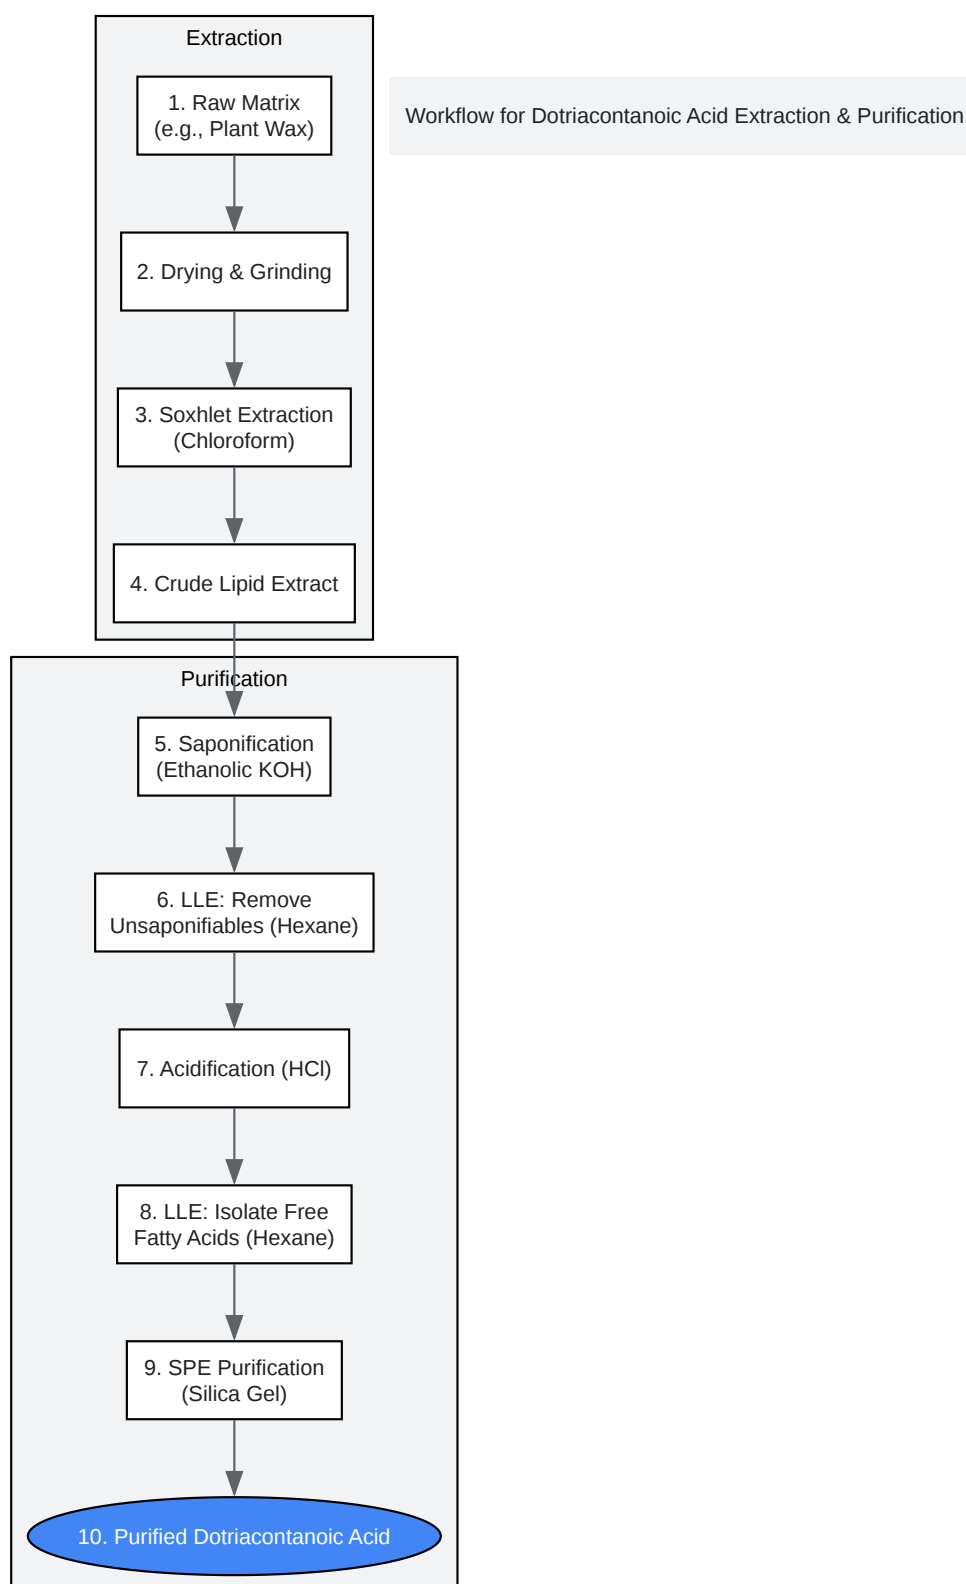 Extraction
1. Raw Matrix
(e.g., Plant Wax)
Workflow for Dotriacontanoic Acid Extraction & Purification
2. Drying & Grinding
3. Soxhlet Extraction
(Chloroform)
4. Crude Lipid Extract
Purification
5. Saponification
(Ethanolic KOH)
6. LLE: Remove
Unsaponifiables (Hexane)
7. Acidification (HCl)
8. LLE: Isolate Free
Fatty Acids (Hexane)
9. SPE Purification
(Silica Gel)
10. Purified Dotriacontanoic Acid